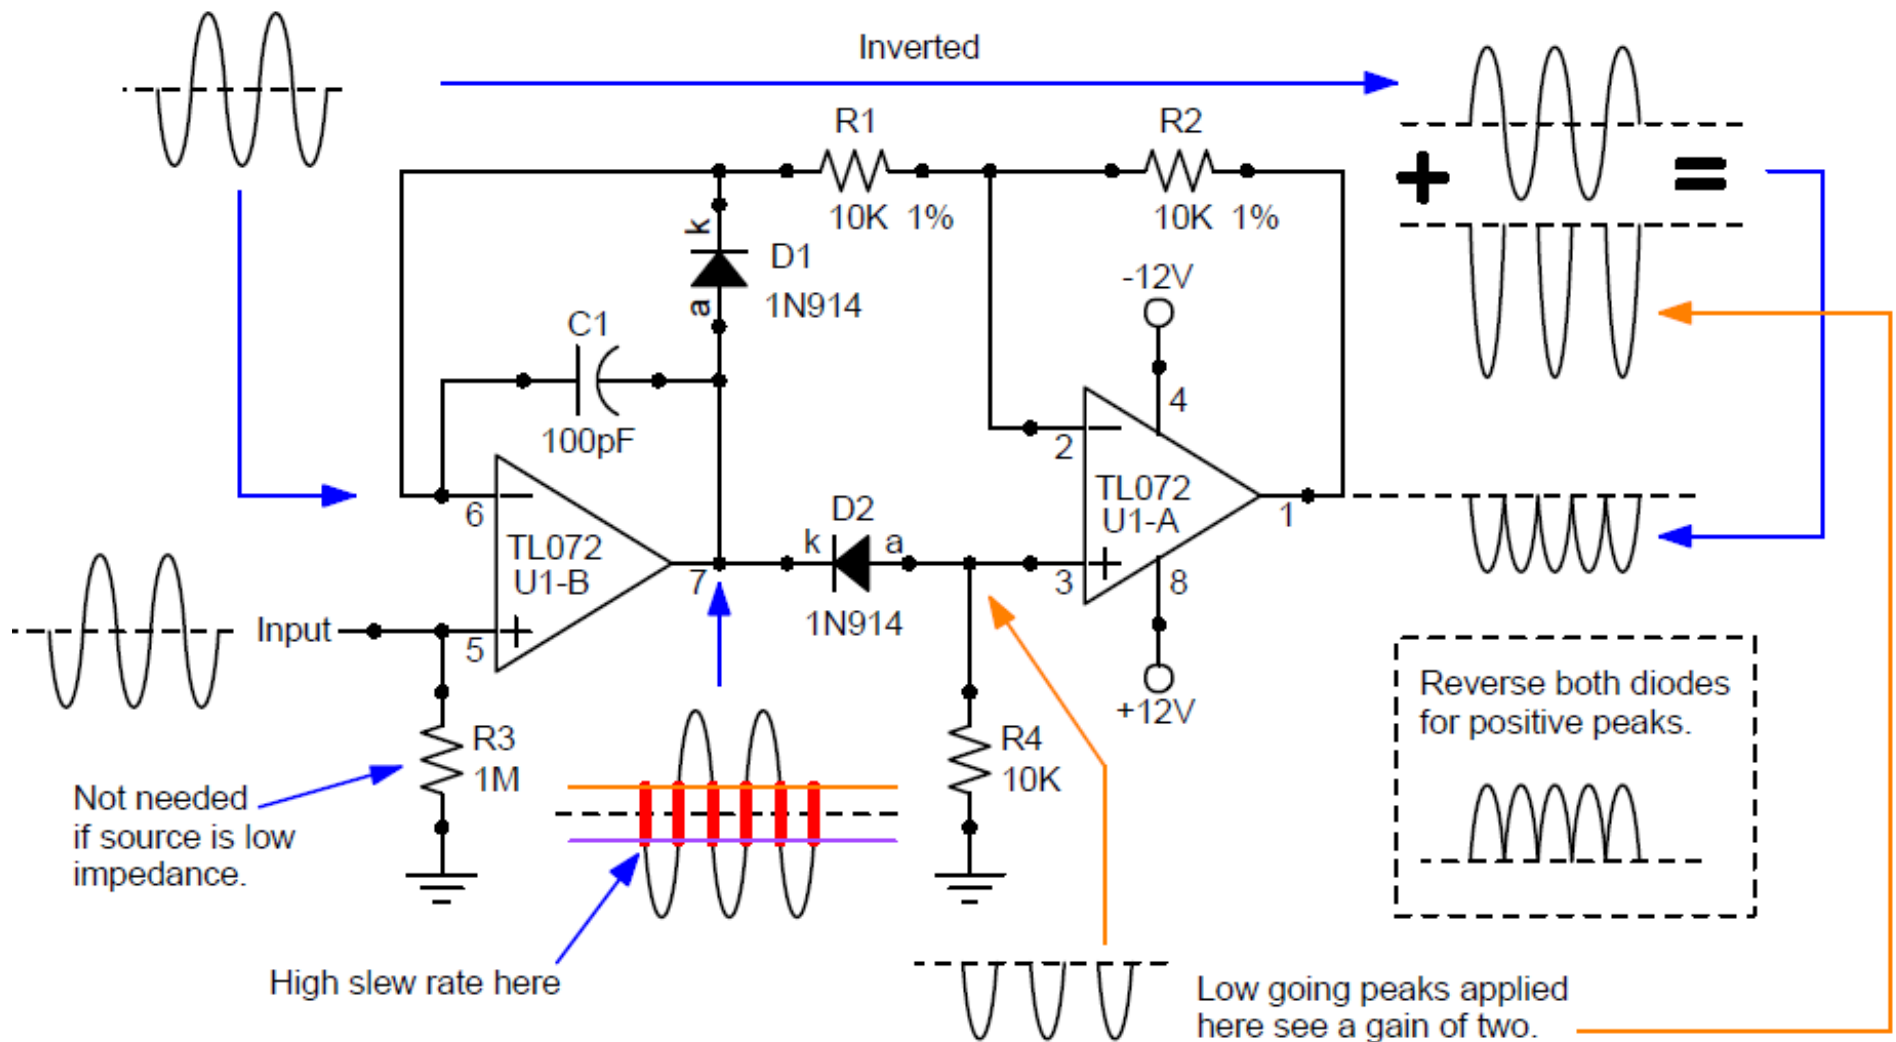 Inverted
R1
R2
10K 1%
10K 1%
k
D1
a
1N914
-12V
C1
100pF
4
2
6
TL072
U1-B
7
D2
k
a
1N914
TL072
U1-A
1
3
8
Input
5
+12V
R3
1M
R4
10K
Reverse both diodes
for positive peaks.
Not needed
if source is low
impedance.
High slew rate here
Low going peaks applied
here see a gain of two.